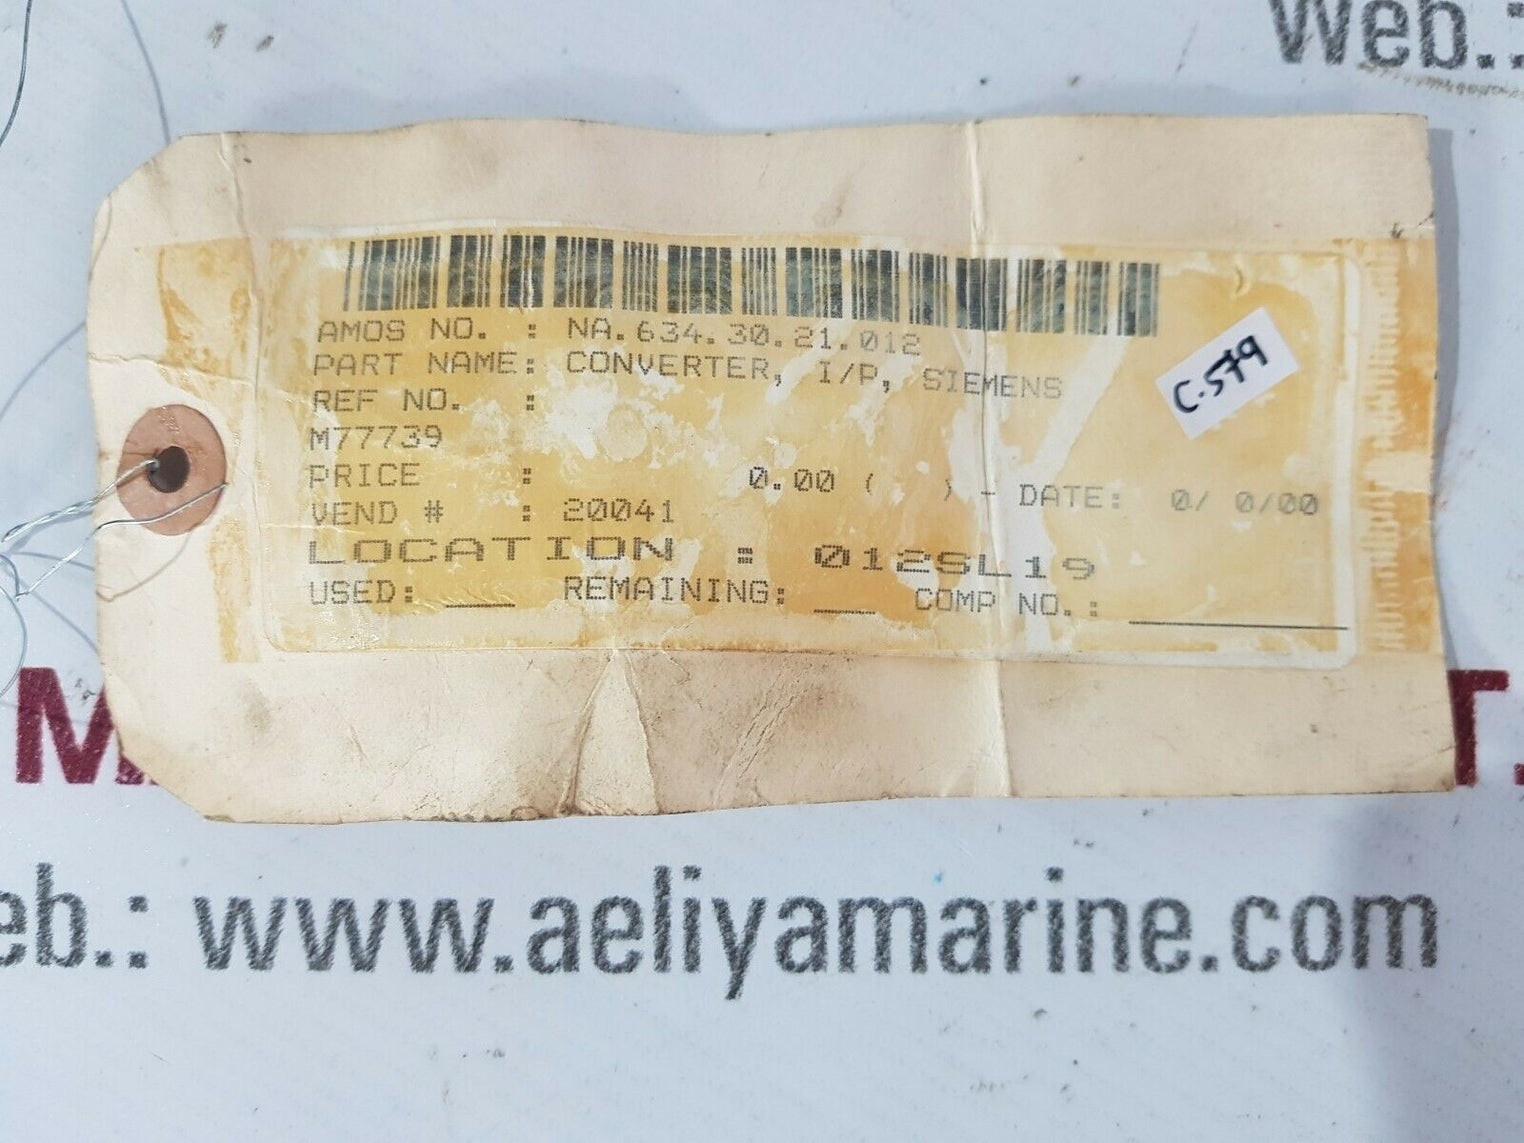 Web.:
AMOS NO. : NA.634.30.21.012
PART NAME: CONVERTER, I/P, SIEMENS
REF NO. :
M77739
PRICE : 0.00 ( ) - DATE: 0/ 0/00
VEND # : 20041
LOCATION : 012SL19
USED: ___ REMAINING: ___ COMP NO.: ________
C.579
M
T.
eb.: www.aeliyamarine.com